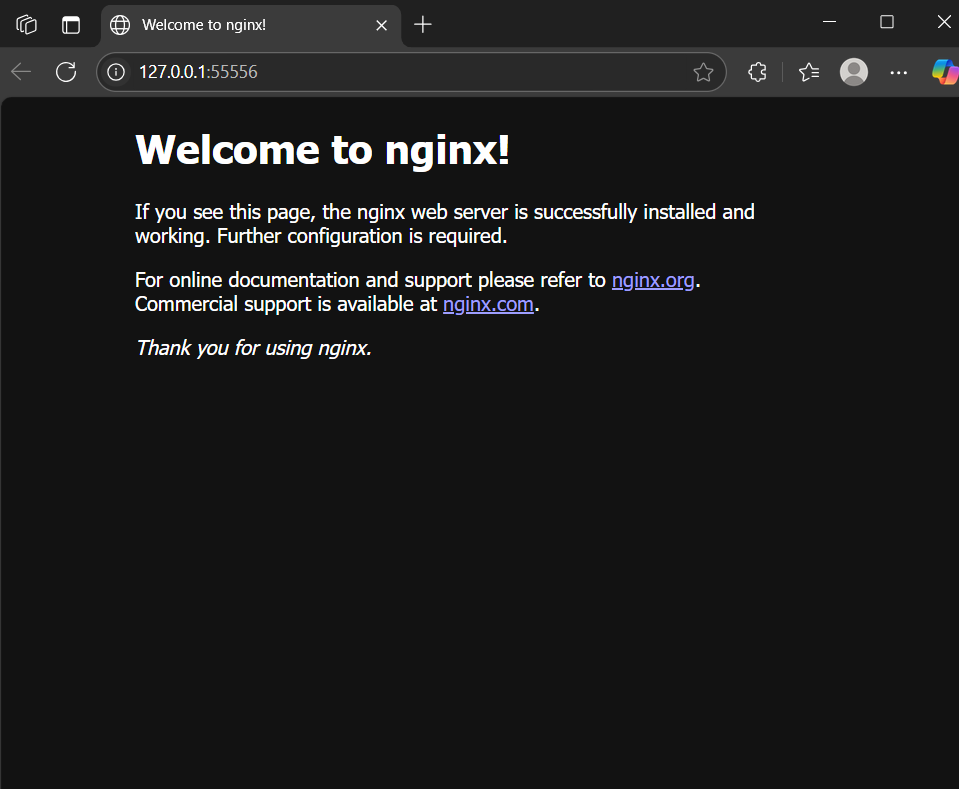 Welcome to nginx!
127.0.0.1:55556
Welcome to nginx!
If you see this page, the nginx web server is successfully installed and
working. Further configuration is required.
For online documentation and support please refer to nginx.org.
Commercial support is available at nginx.com.
Thank you for using nginx.